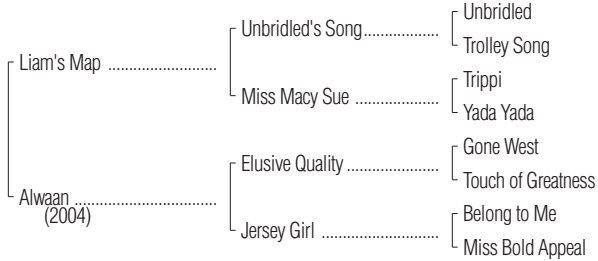 Unbridled
Unbridled's Song..................
Trolley Song
Liam's Map ..........................
Trippi
Miss Macy Sue ....................
Yada Yada
Gone West
Elusive Quality ......................
Touch of Greatness
Alwaan ..................................
(2004)
Belong to Me
Jersey Girl ............................
Miss Bold Appeal